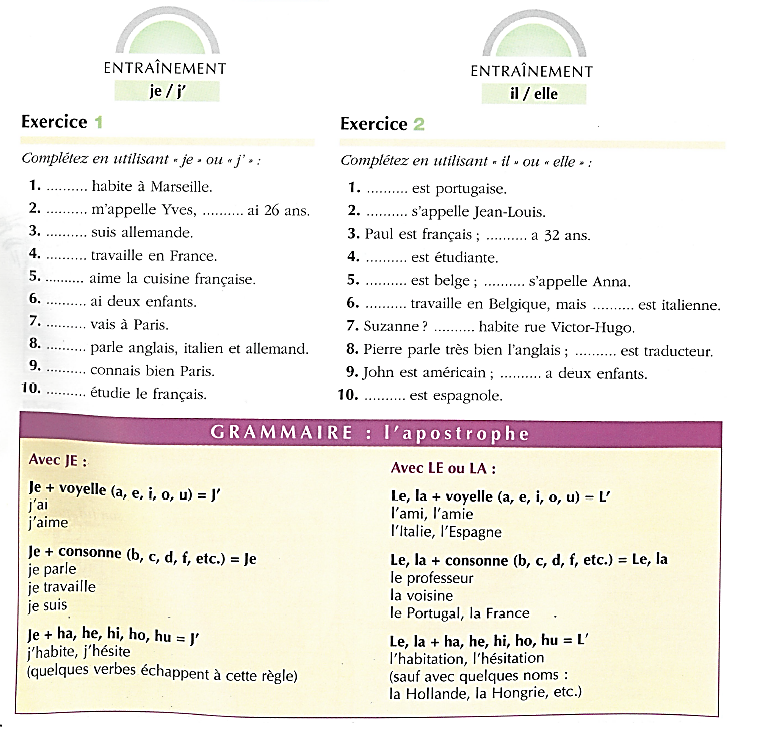 ENTRAÎNEMENT
je / j'
Exercice 1
Complétez en utilisant « je » ou « j' » :
1. .......... habite à Marseille.
2. .......... m'appelle Yves, .......... ai 26 ans.
3. .......... suis allemande.
4. .......... travaille en France.
5. .......... aime la cuisine française.
6. .......... ai deux enfants.
7. .......... vais à Paris.
8. .......... parle anglais, italien et allemand.
9. .......... connais bien Paris.
10. .......... étudie le français.
ENTRAÎNEMENT
il / elle
Exercice 2
Complétez en utilisant « il » ou « elle » :
1. .......... est portugaise.
2. .......... s'appelle Jean-Louis.
3. Paul est français ; .......... a 32 ans.
4. .......... est étudiante.
5. .......... est belge ; .......... s'appelle Anna.
6. .......... travaille en Belgique, mais .......... est italienne.
7. Suzanne ? .......... habite rue Victor-Hugo.
8. Pierre parle très bien l'anglais ; .......... est traducteur.
9. John est américain ; .......... a deux enfants.
10. .......... est espagnole.
GRAMMAIRE : l'apostrophe
Avec JE :
Je + voyelle (a, e, i, o, u) = J'
j'ai
j'aime
Je + consonne (b, c, d, f, etc.) = Je
je parle
je travaille
je suis
Je + ha, he, hi, ho, hu = J'
j'habite, j'hésite
(quelques verbes échappent à cette règle)
Avec LE ou LA :
Le, la + voyelle (a, e, i, o, u) = L'
l'ami, l'amie
l'Italie, l'Espagne
Le, la + consonne (b, c, d, f, etc.) = Le, la
le professeur
la voisine
le Portugal, la France
Le, la + ha, he, hi, ho, hu = L'
l'habitation, l'hésitation
(sauf avec quelques noms :
la Hollande, la Hongrie, etc.)